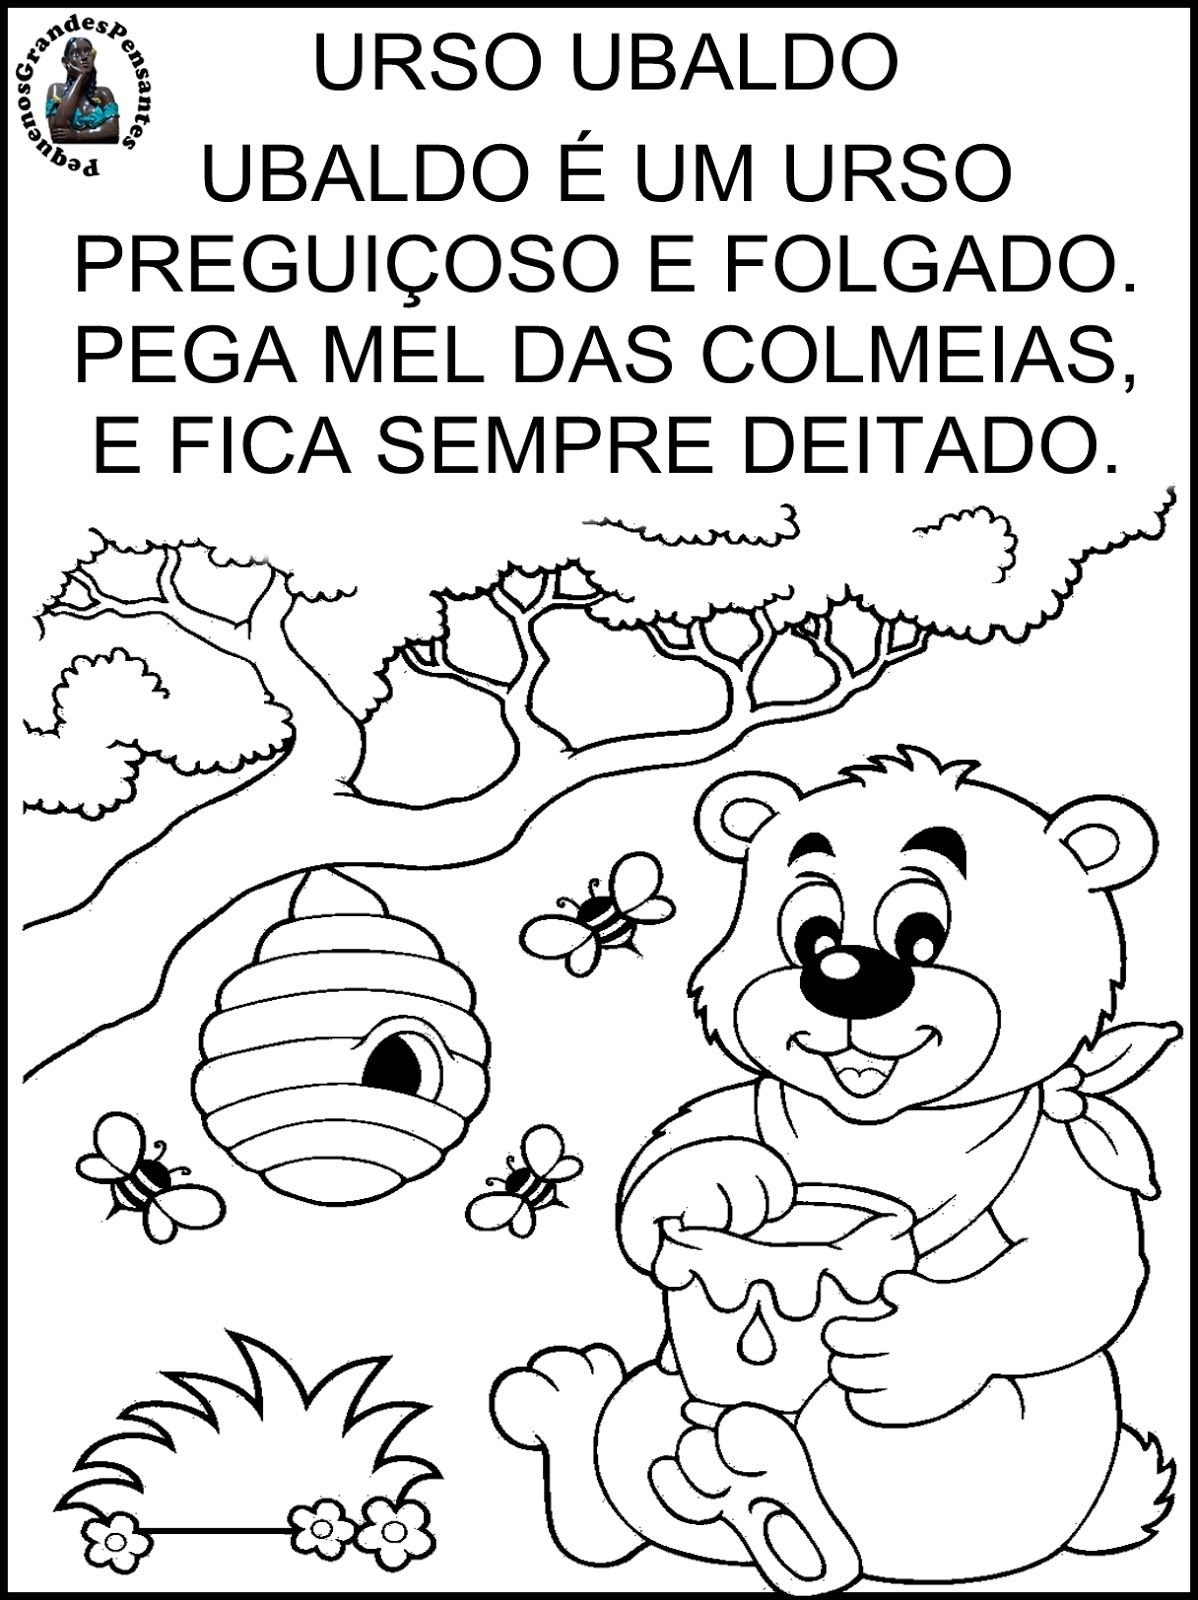 PequenosGrandesPensantes
URSO UBALDO
UBALDO É UM URSO
PREGUIÇOSO E FOLGADO.
PEGA MEL DAS COLMEIAS,
E FICA SEMPRE DEITADO.